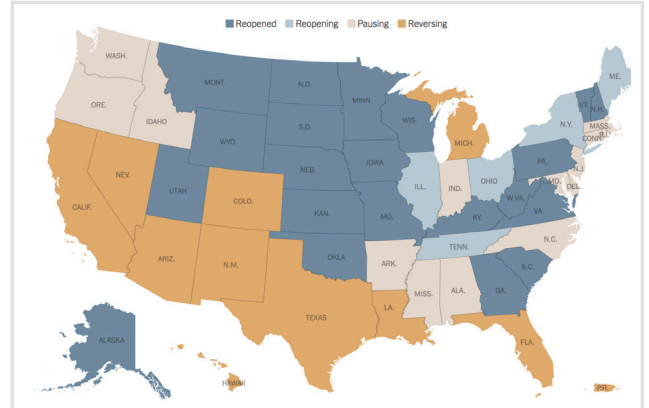 Reopened Reopening Pausing Reversing
WASH.
ME.
MONT.
N.D.
MINN.
VT.
N.H.
ORE.
IDAHO
S.D.
WIS.
N.Y.
MASS.
R.I.
CONN.
MICH.
WYO.
IOWA
PA.
N.J.
NEB.
NEV.
UTAH
ILL.
IND.
OHIO
MD.
DEL.
COLO.
W.VA.
VA.
CALIF.
KAN.
MO.
KY.
N.C.
TENN.
OKLA.
ARIZ.
N.M.
ARK.
S.C.
MISS.
ALA.
GA.
TEXAS
LA.
ALASKA
FLA.
HAWAII
P.R.